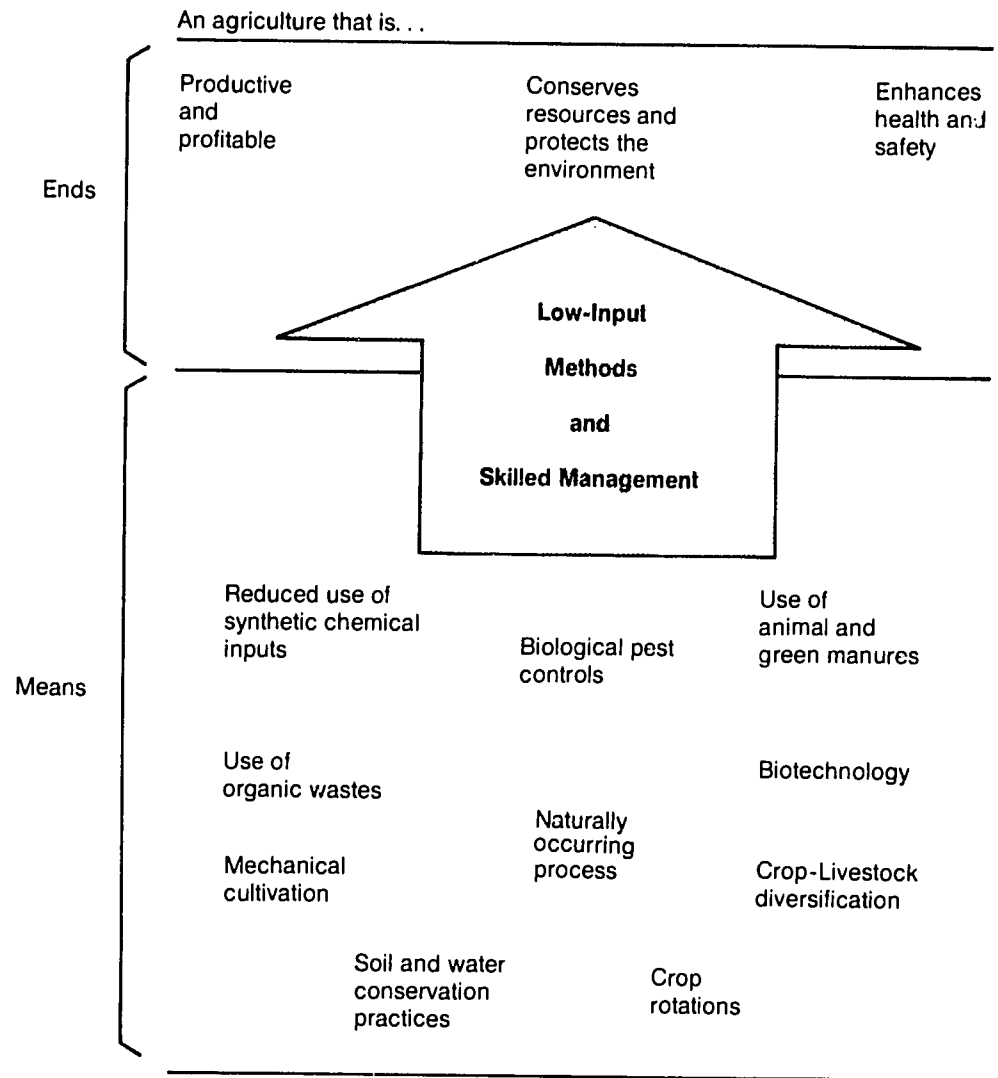 An agriculture that is. . .
Productive
and
profitable
Conserves
resources and
protects the
environment
Enhances
health and
safety
Ends
Low-Input
Methods
and
Skilled Management
Means
Reduced use of
synthetic chemical
inputs
Biological pest
controls
Use of
animal and
green manures
Use of
organic wastes
Biotechnology
Naturally
occurring
process
Mechanical
cultivation
Crop-Livestock
diversification
Soil and water
conservation
practices
Crop
rotations